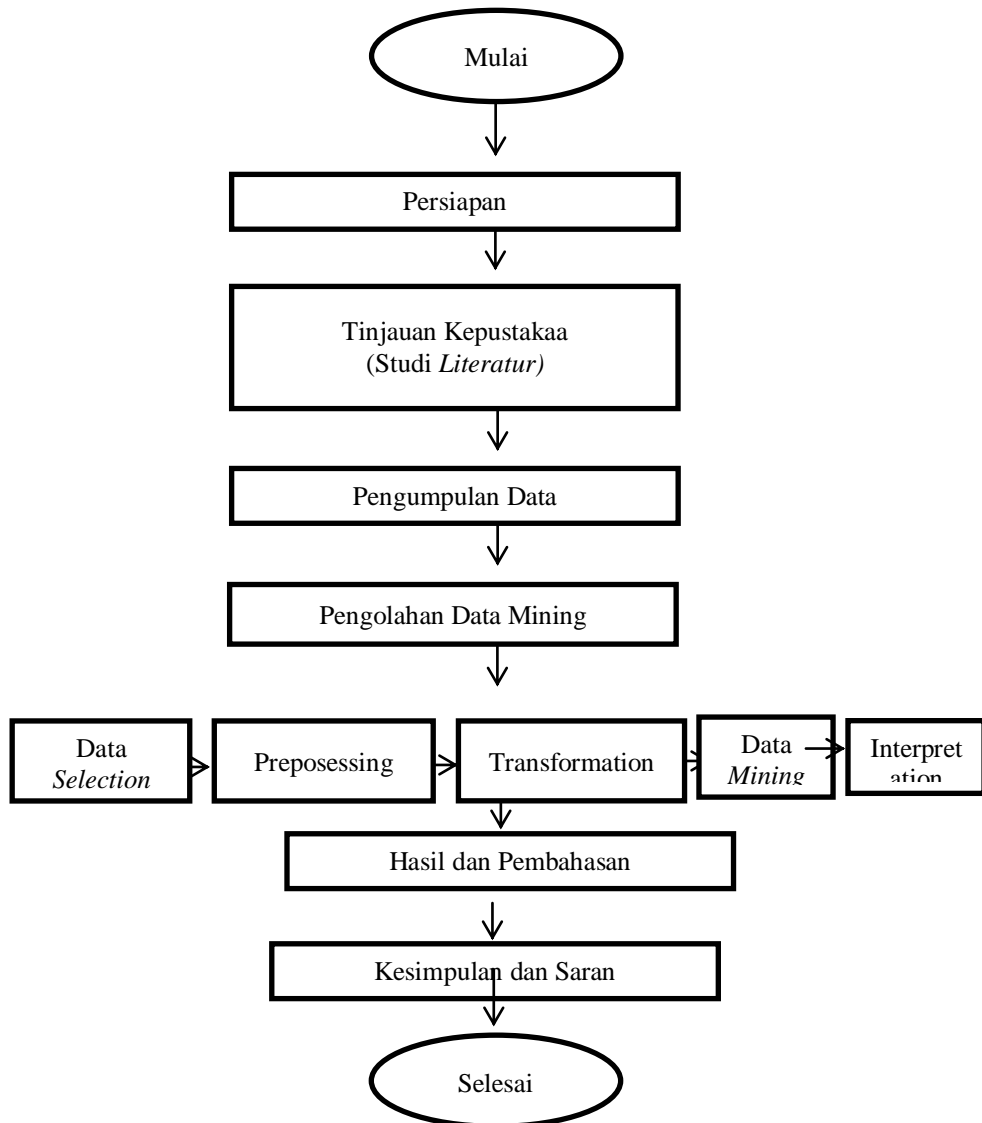 Mulai
Persiapan
Tinjauan Kepustakaa
(Studi Literatur)
Pengumpulan Data
Pengolahan Data Mining
Data
Selection
Preposessing
Transformation
Data
Mining
Interpret
ation
Hasil dan Pembahasan
Kesimpulan dan Saran
Selesai